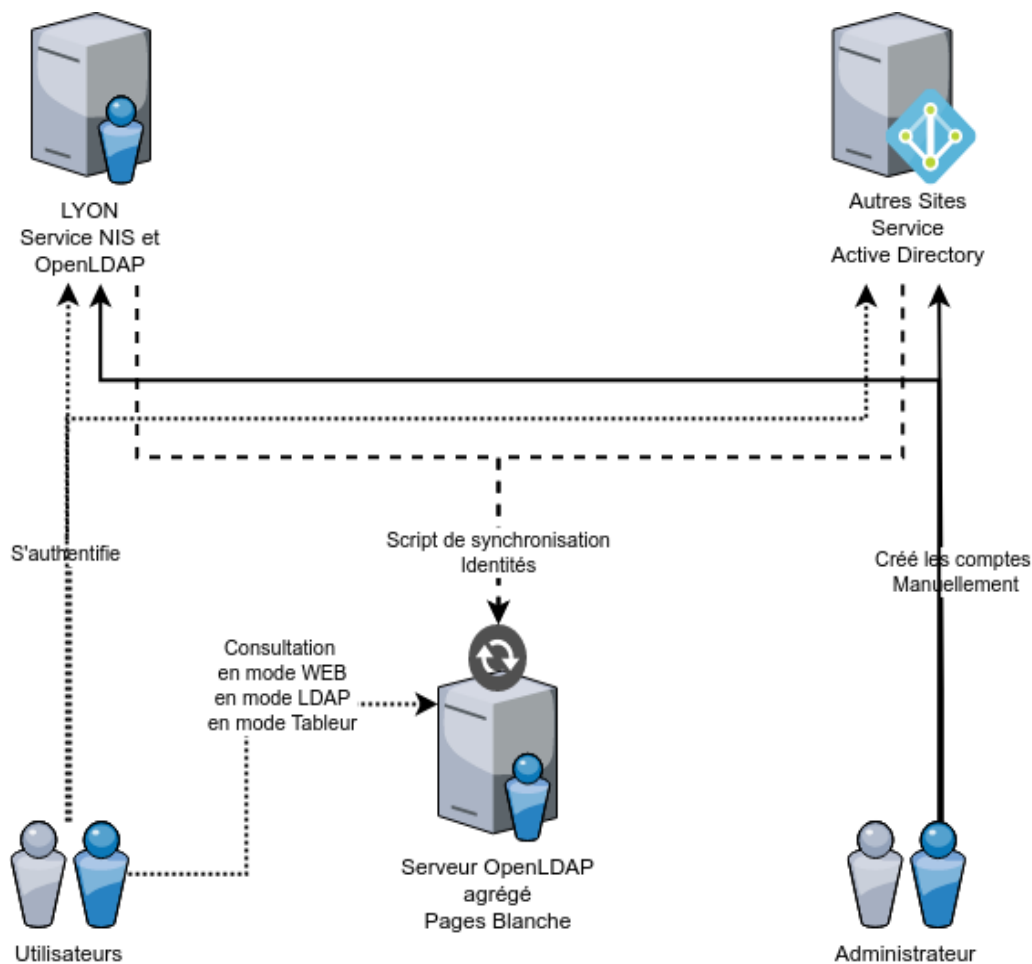 LYON
Service NIS et
OpenLDAP
Autres Sites
Service
Active Directory
S'authentifie
Script de synchronisation
Identités
Créé les comptes
Manuellement
Consultation
en mode WEB
en mode LDAP
en mode Tableur
Serveur OpenLDAP
agrégé
Pages Blanche
Utilisateurs
Administrateur